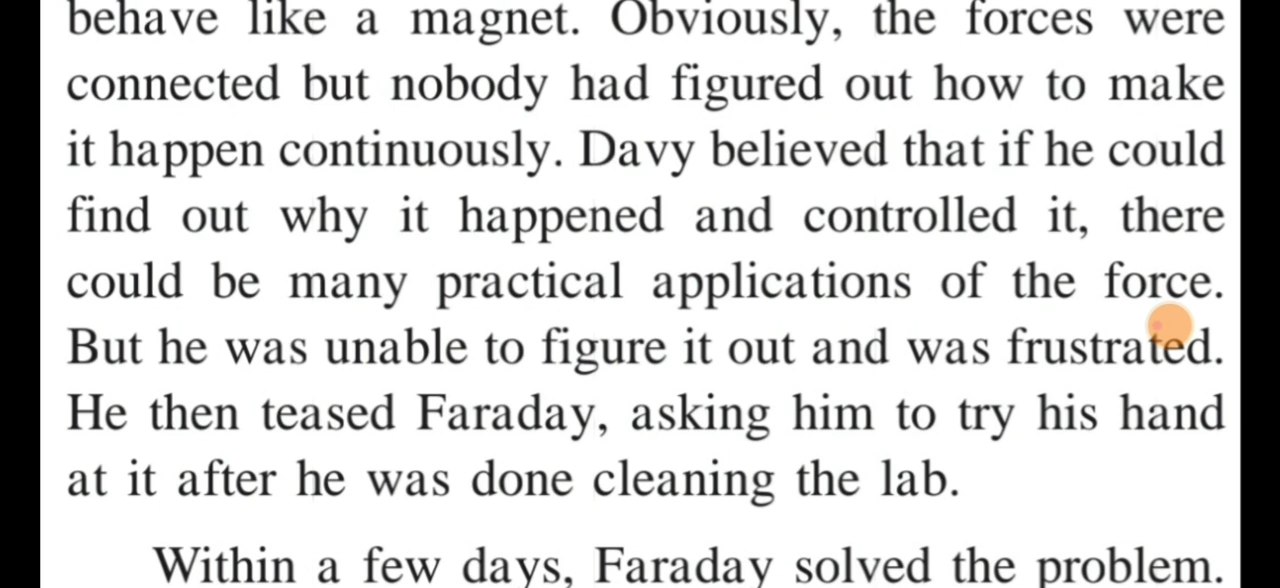 behave like a magnet. Obviously, the forces were
connected but nobody had figured out how to make
it happen continuously. Davy believed that if he could
find out why it happened and controlled it, there
could be many practical applications of the force.
But he was unable to figure it out and was frustrated.
He then teased Faraday, asking him to try his hand
at it after he was done cleaning the lab.
Within a few days, Faraday solved the problem.